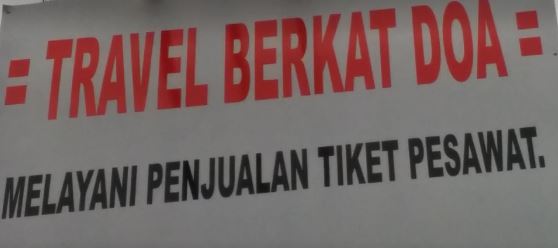 = TRAVEL BERKAT DOA =
MELAYANI PENJUALAN TIKET PESAWAT.